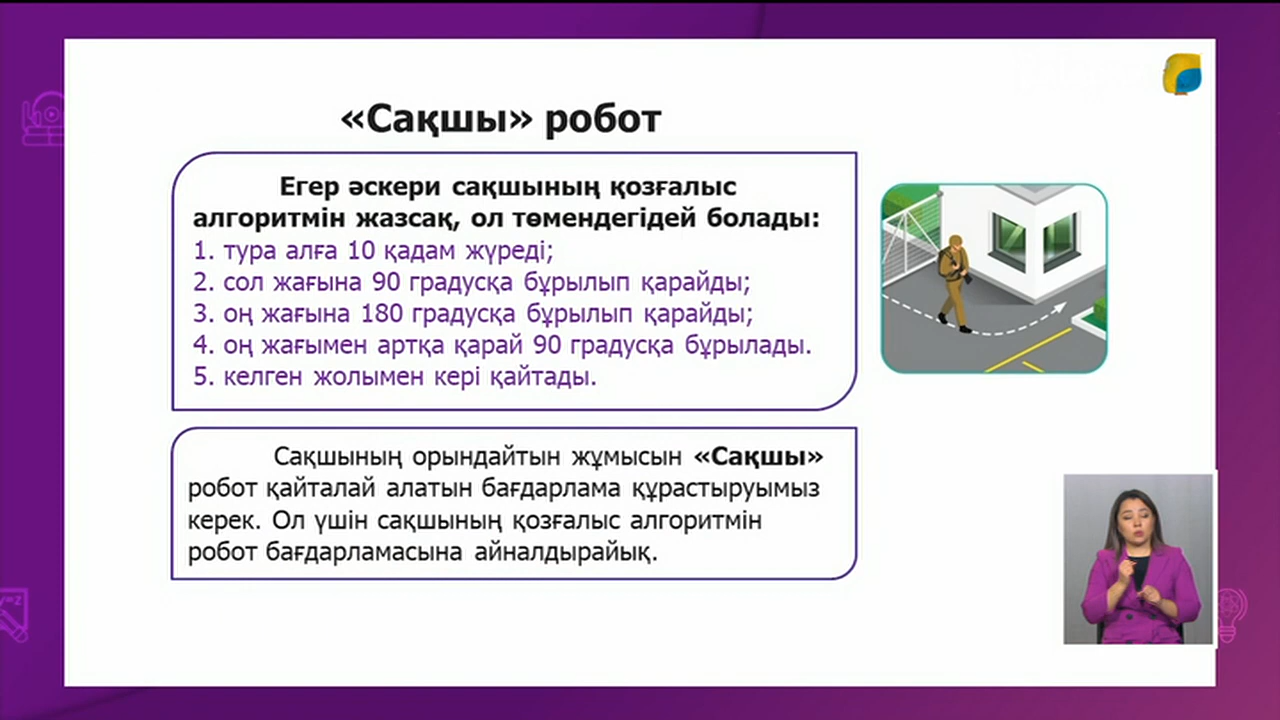 «Сақшы» робот
Егер әскери сақшының қозғалыс
алгоритмін жазсақ, ол төмендегідей болады:
1. тура алға 10 қадам жүреді;
2. сол жағына 90 градусқа бұрылып қарайды;
3. оң жағына 180 градусқа бұрылып қарайды;
4. оң жағымен артқа қарай 90 градусқа бұрылады.
5. келген жолымен кері қайтады.
Сақшының орындайтын жұмысын «Сақшы»
робот қайталай алатын бағдарлама құрастыруымыз
керек. Ол үшін сақшының қозғалыс алгоритмін
робот бағдарламасына айналдырайық.